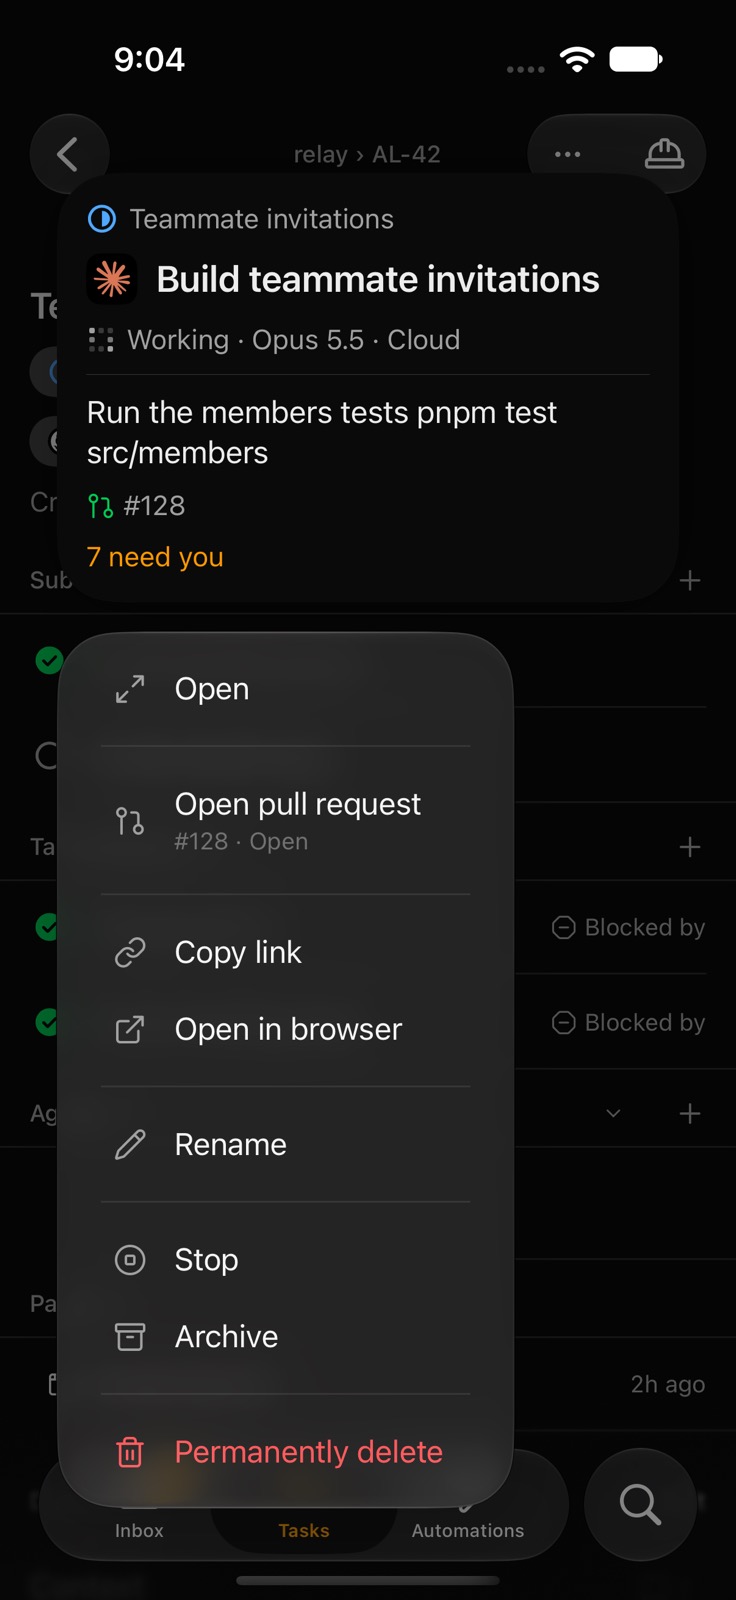 9:04
relay › AL-42
Teammate invitations
Build teammate invitations
Working · Opus 5.5 · Cloud
Run the members tests pnpm test
src/members
#128
7 need you
Open
Open pull request
#128 · Open
Blocked by
Copy link
Blocked by
Open in browser
Rename
Stop
Archive
2h ago
Permanently delete
Inbox
Tasks
Automations